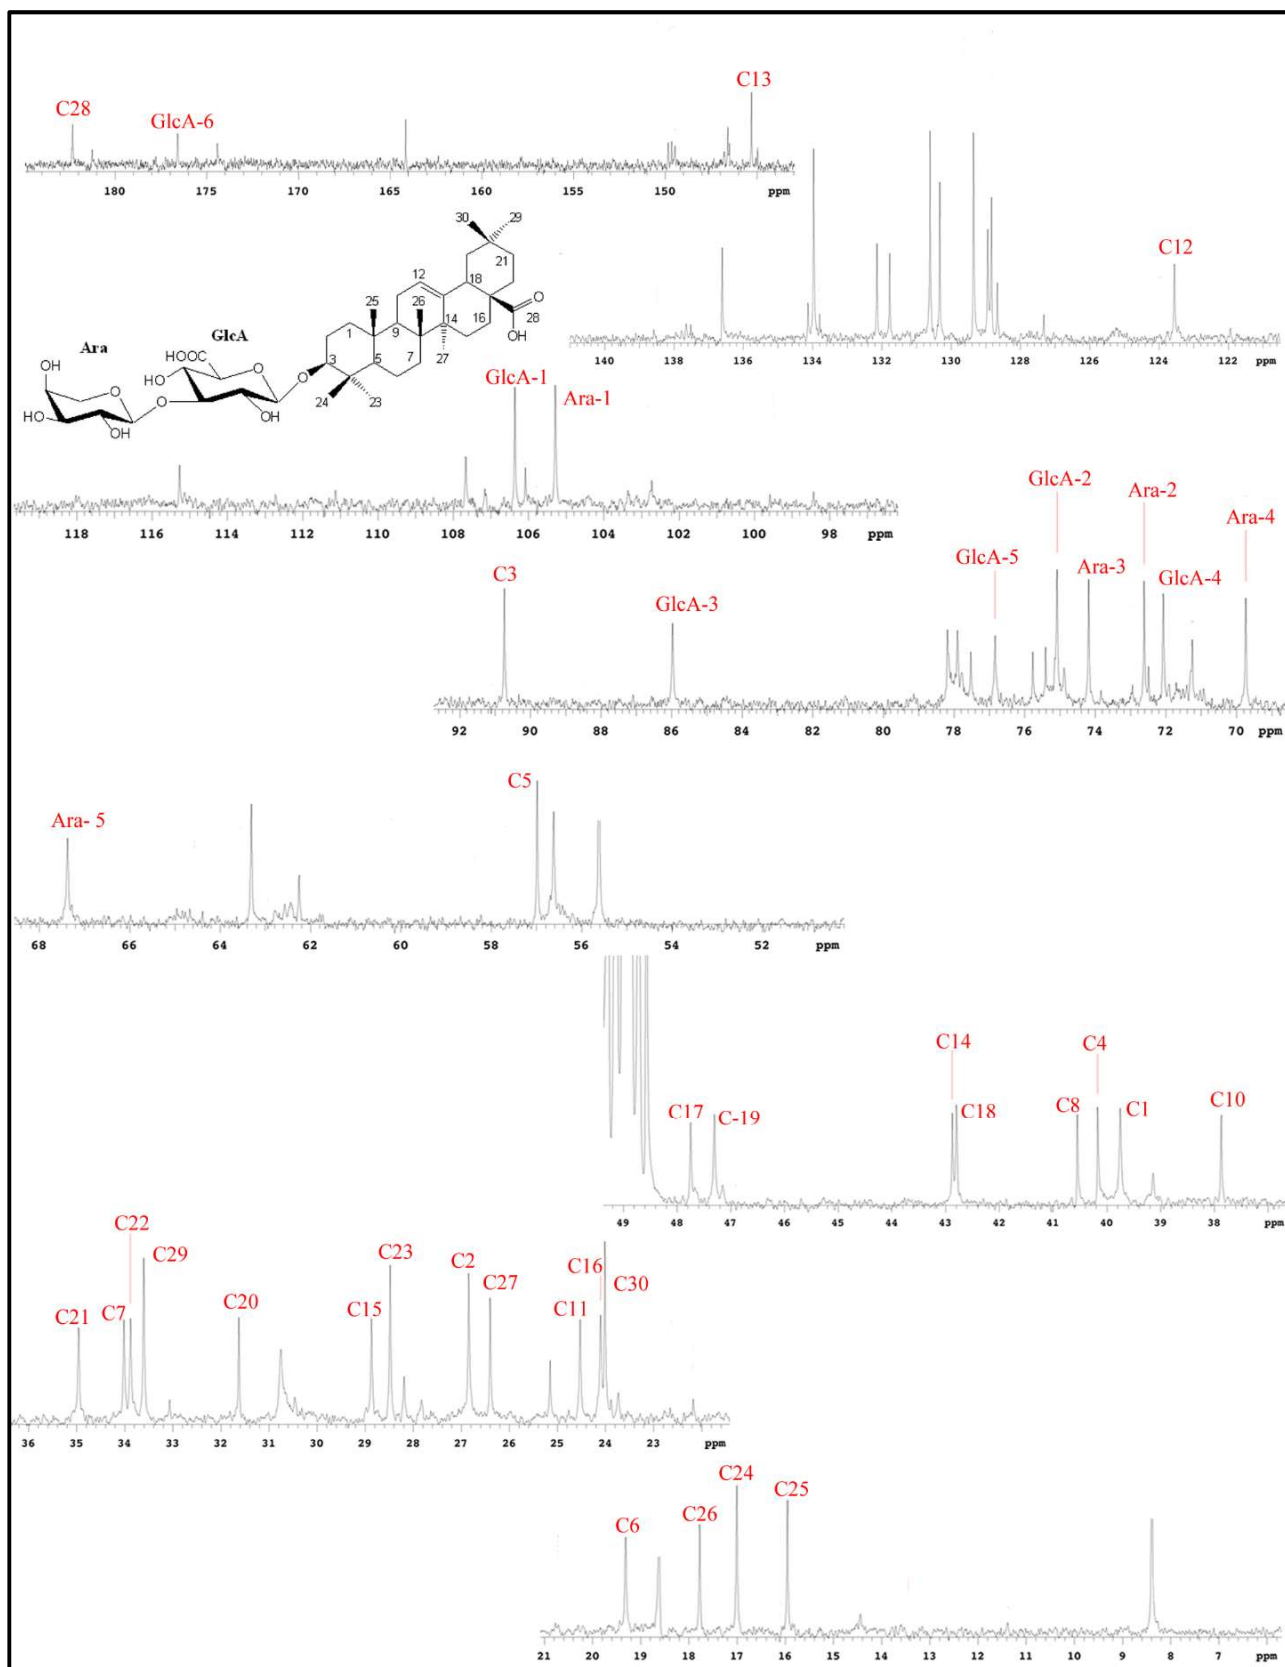 C28
GlcA-6
C13
180 175 170 165 160 155 150 ppm
C12
140 138 136 134 132 130 128 126 124 122 ppm
30 29
21
12 18
25 26 O
28
16 OH
1 9 14
GlcA
Ara
HOOC 3 5 7 27
OH O O
HO O 24 23
HO O OH
OH
GlcA-1
Ara-1
118 116 114 112 110 108 106 104 102 100 98 ppm
GlcA-2
Ara-2
Ara-4
GlcA-5
Ara-3
GlcA-4
C3
GlcA-3
92 90 88 86 84 82 80 78 76 74 72 70 ppm
C5
Ara- 5
68 66 64 62 60 58 56 54 52 ppm
C14
C4
C17
C-19
C18
C8
C1
C10
49 48 47 46 45 44 43 42 41 40 39 38 ppm
C22
C29
C23
C2
C16
C27
C30
C21
C7
C20
C15
C11
36 35 34 33 32 31 30 29 28 27 26 25 24 23 ppm
C24
C25
C6
C26
21 20 19 18 17 16 15 14 13 12 11 10 9 8 7 ppm